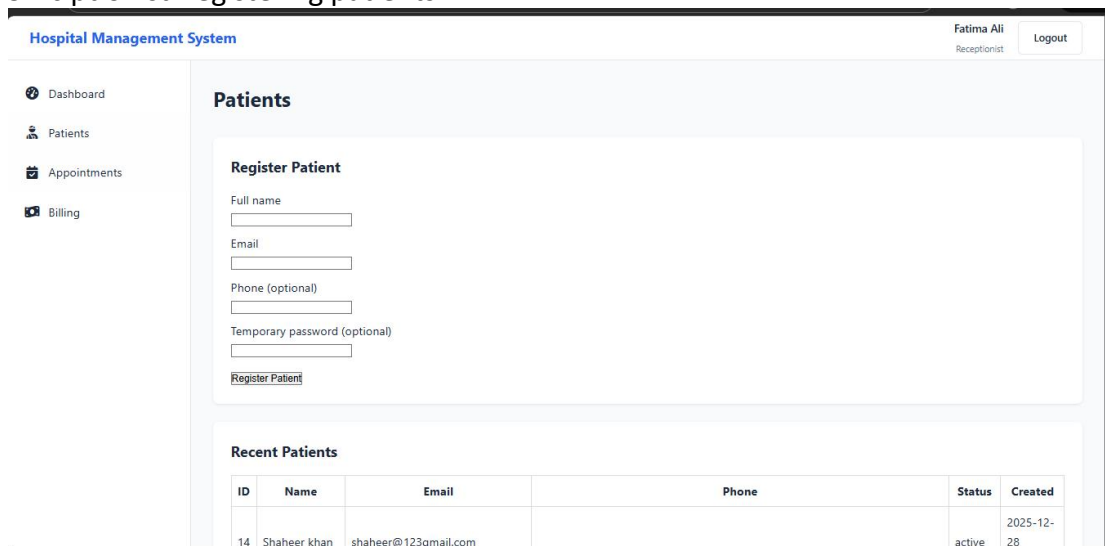 Hospital Management System
Fatima Ali
Receptionist
Logout
Dashboard
Patients
Appointments
Billing
Patients
Register Patient
Full name
Email
Phone (optional)
Temporary password (optional)
Register Patient
Recent Patients
ID Name Email Phone Status Created
14 Shaheer khan shaheer@123gmail.com active 2025-12-
28